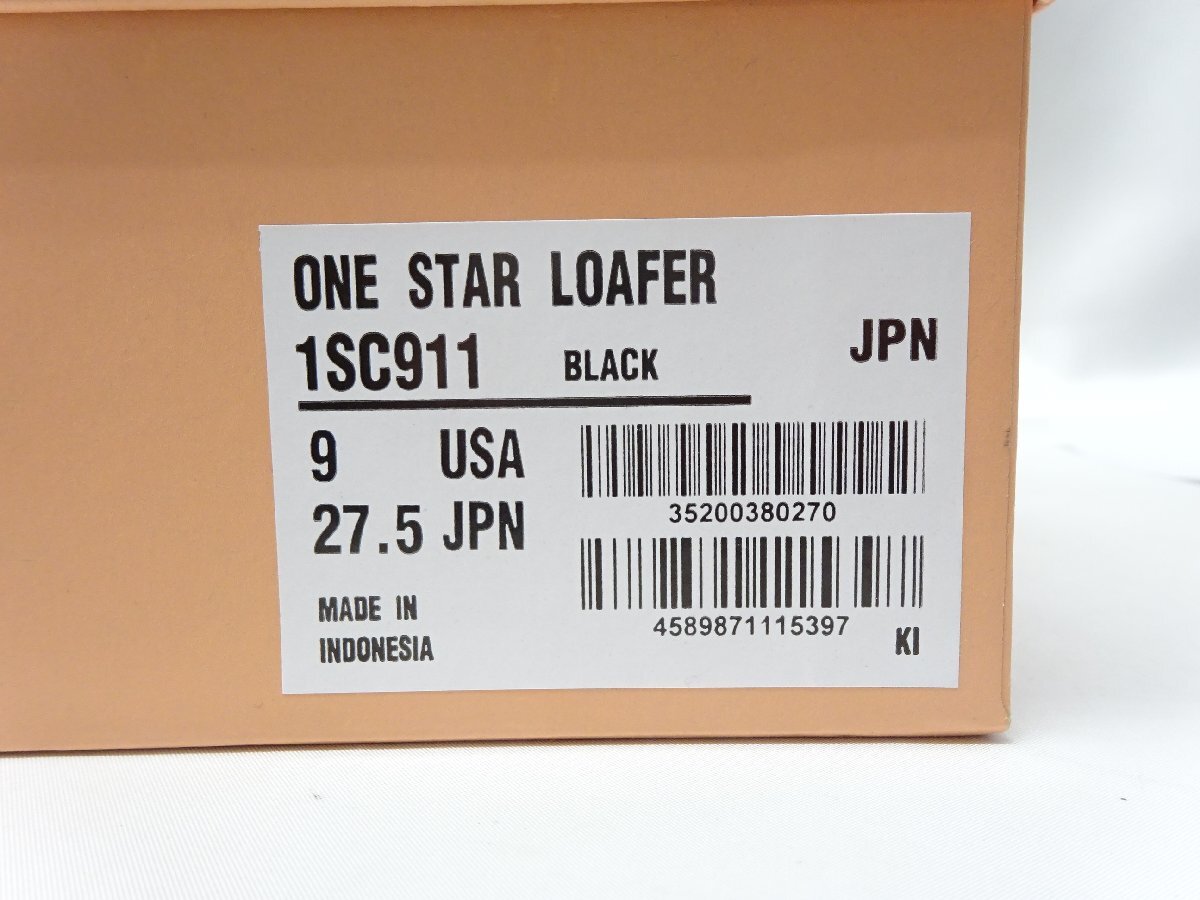 ONE STAR LOAFER
1SC911 BLACK
JPN
9 USA
27.5 JPN
35200380270
4589871115397
MADE IN
INDONESIA
KI